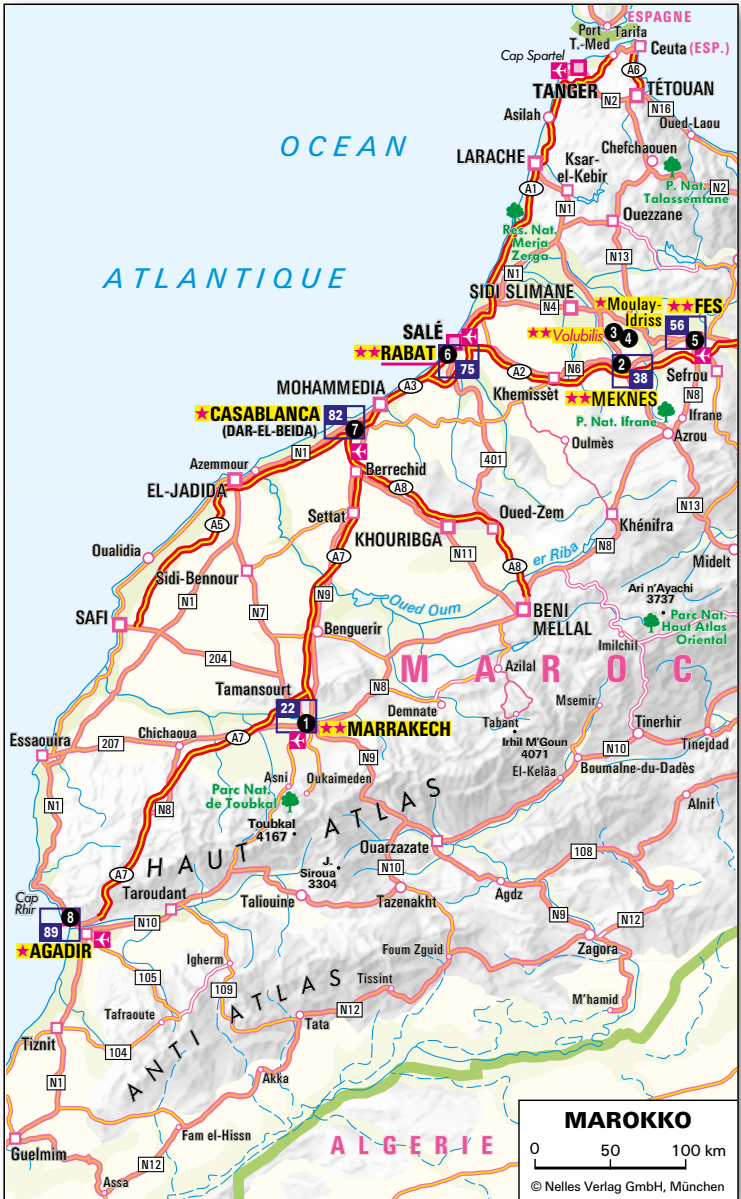 ESPAGNE
Port
T.-Med
Tarifa
Ceuta (ESP.)
Cap Spartel
TANGER
A6
TÉTOUAN
N2
N16
Asilah
Oued-Laou
OCEAN
Chefchaouen
LARACHE
Ksar-
el-Kebir
P. Nat.
Talassemtane
N2
A1
N1
Ouezzane
Res. Nat.
Merja
Zerga
ATLANTIQUE
N13
N1
SIDI SLIMANE
N4
★Moulay-
Idriss
★★FES
56
SALÉ
★★Volubilis
3
4
5
★★RABAT
6
75
A2
N6
2
38
Sefrou
Khemissèt
★★MEKNES
N8
MOHAMMEDIA
A3
P. Nat. Ifrane
Ifrane
★CASABLANCA
(DAR-EL-BEIDA)
82
7
Oulmès
Azrou
N1
401
Azemmour
Berrechid
EL-JADIDA
A8
N13
A5
Settat
Oued-Zem
Khénifra
KHOURIBGA
A7
N11
er Ribâ
N8
Oualidia
A8
Midelt
Sidi-Bennour
N9
Oued Oum
Ari n'Ayachi
3737
N1
N7
SAFI
BENI
MELLAL
Parc Nat.
Haut Atlas
Oriental
Benguerir
Imilchil
204
Azilal
MAROC
Tamansourt
N8
Demnate
Msemir
22
1
★★MARRAKECH
Tabant
Tinerhir
Essaouira
207
Chichaoua
A7
Irhil M'Goun
4071
N10
Tinejdad
N9
El-Kelâa
Boumalne-du-Dadès
Asni
Oukaimeden
N1
N8
Parc Nat.
de Toubkal
Alnif
Toubkal
4167
HAUT ATLAS
Ouarzazate
108
A7
J.
Siroua
3304
N10
Cap
Rhir
Taroudant
Taliouine
Tazenakht
Agdz
8
89
N10
N9
N12
★AGADIR
Zagora
Igherm
Foum Zguid
105
109
Tissint
ANTI ATLAS
M'hamid
Tafraoute
N12
Tata
Tiznit
104
N1
Akka
Fam el-Hissn
Guelmim
ALGERIE
N12
Assa
MAROKKO
0 50 100 km
© Nelles Verlag GmbH, München